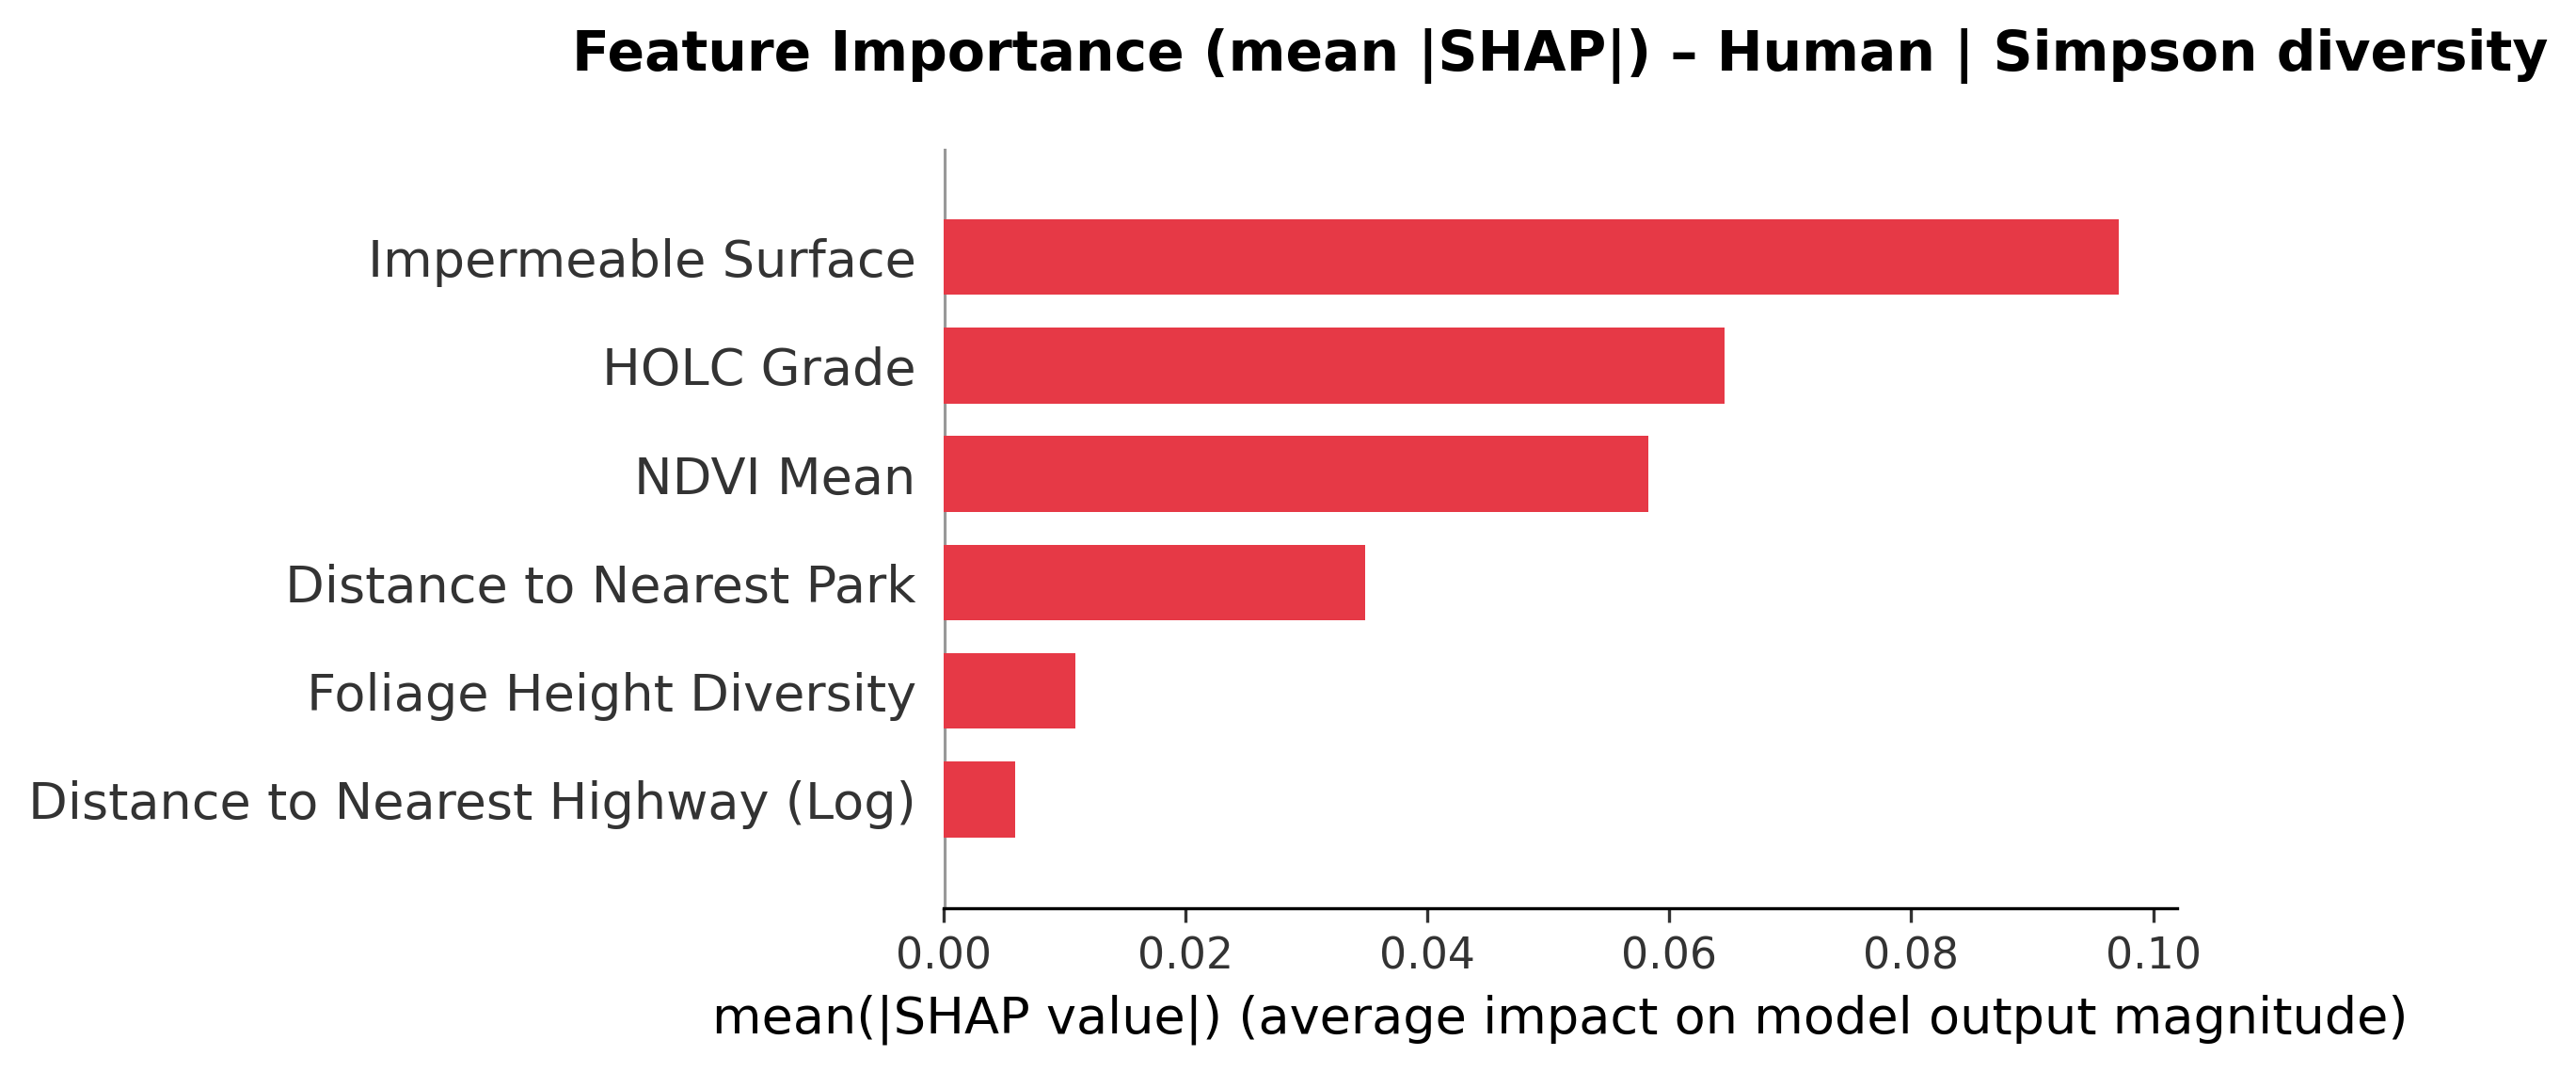 Feature Importance (mean |SHAP|) – Human | Simpson diversity
Impermeable Surface
HOLC Grade
NDVI Mean
Distance to Nearest Park
Foliage Height Diversity
Distance to Nearest Highway (Log)
0.00 0.02 0.04 0.06 0.08 0.10
mean(|SHAP value|) (average impact on model output magnitude)